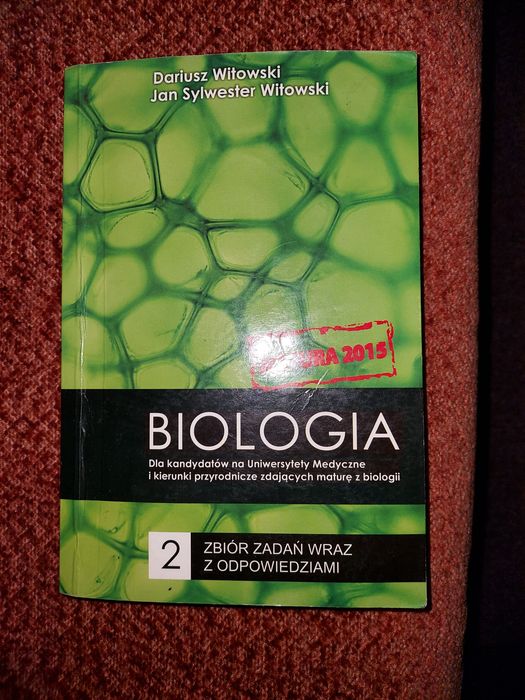 Dariusz Witowski
Jan Sylwester Witowski
2015
BIOLOGIA
Dla kandydatów na Uniwersytety Medyczne
i kierunki przyrodnicze zdających maturę z biologii
2
ZBIÓR ZADAŃ WRAZ
Z ODPOWIEDZIAMI